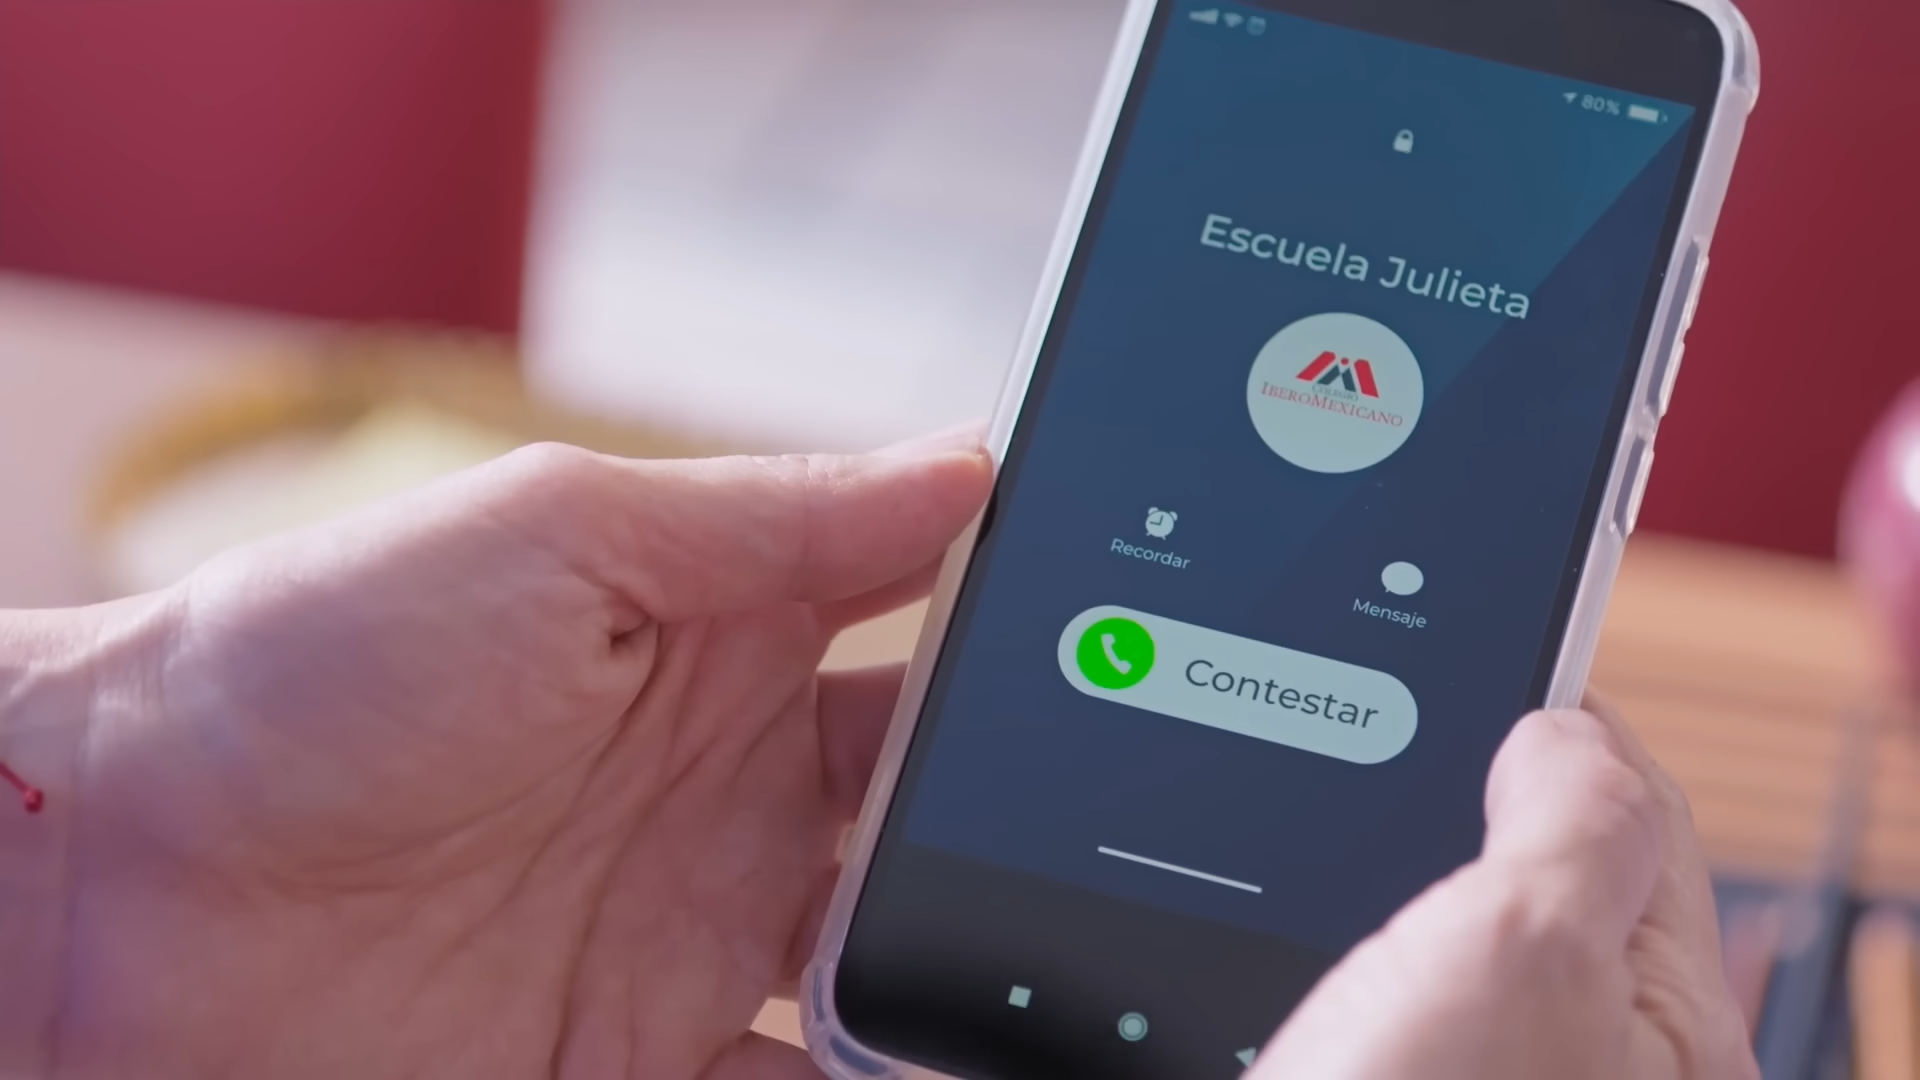 80%
Escuela Julieta
COLEGIO
IBEROMEXICANO
Recordar
Mensaje
Contestar